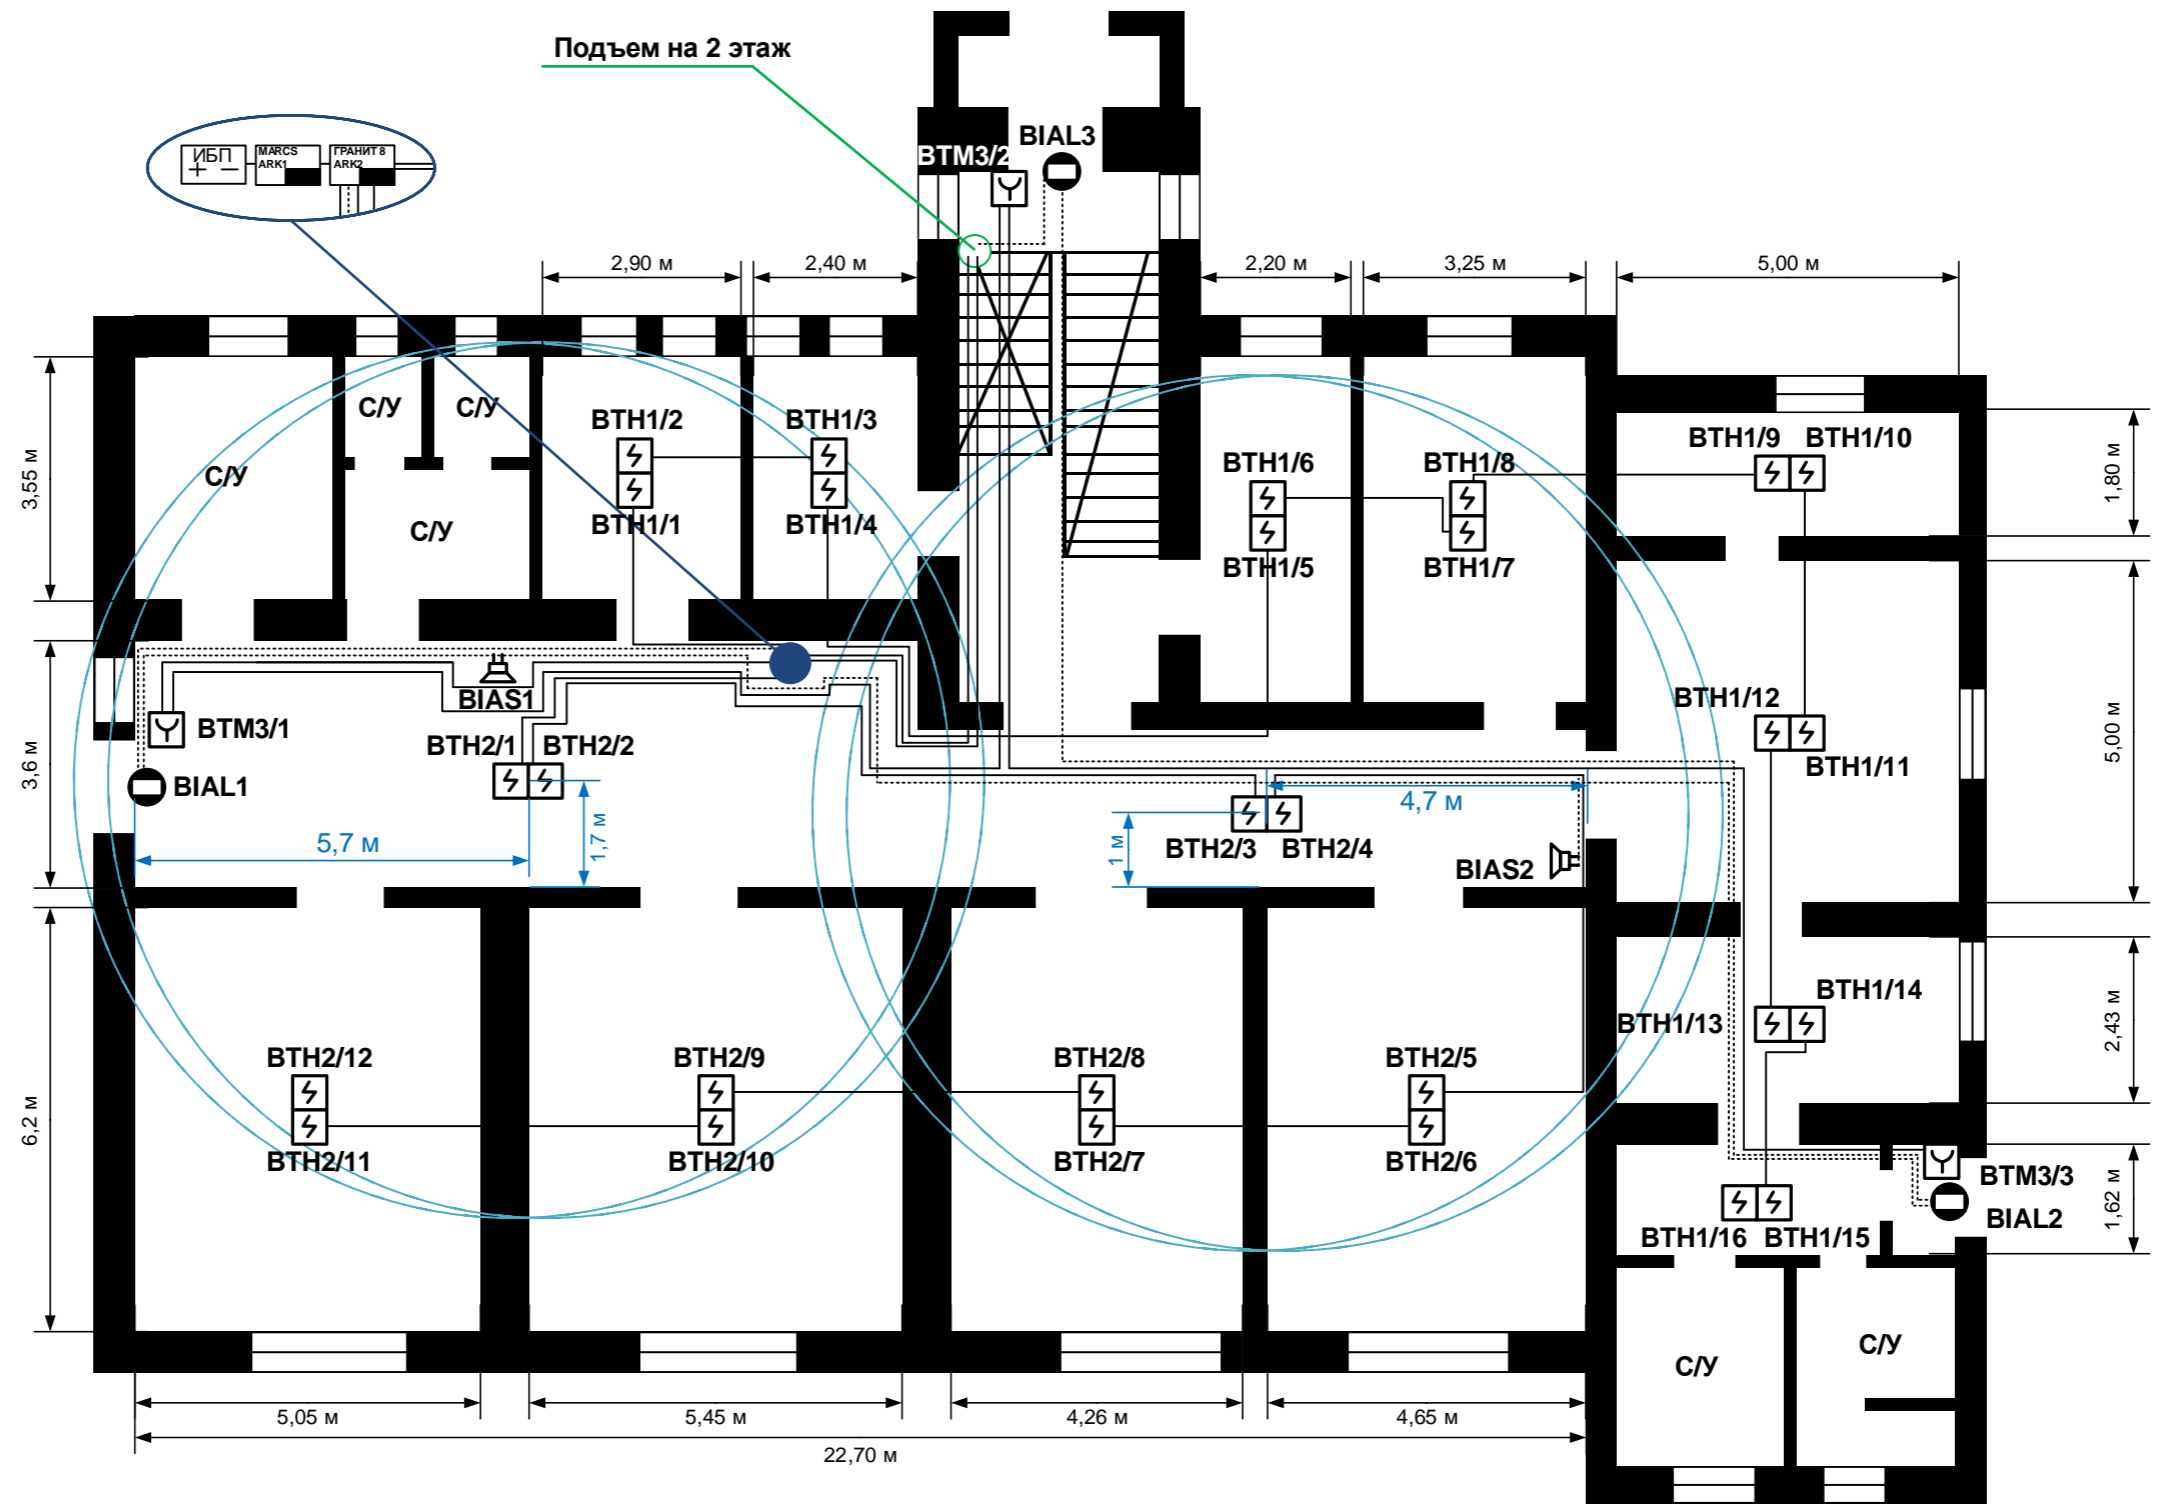 Подъем на 2 этаж
ИБП
+ −
MARCS
ARK1
ГРАНИТ 8
ARK2
BTM3/2
BIAL3
2,90 м
2,40 м
2,20 м
3,25 м
5,00 м
С/У
С/У
С/У
С/У
BTH1/2
BTH1/1
BTH1/3
BTH1/4
BTH1/6
BTH1/5
BTH1/8
BTH1/7
BTH1/9
BTH1/10
3,55 м
1,80 м
BIAS1
BTM3/1
BIAL1
BTH2/1
BTH2/2
3,6 м
5,7 м
1,7 м
BTH1/12
BTH1/11
5,00 м
4,7 м
1 м
BTH2/3
BTH2/4
BIAS2
BTH1/14
BTH1/13
2,43 м
BTH2/12
BTH2/11
BTH2/9
BTH2/10
BTH2/8
BTH2/7
BTH2/5
BTH2/6
6,2 м
BTM3/3
BIAL2
1,62 м
BTH1/16
BTH1/15
С/У
С/У
5,05 м
5,45 м
4,26 м
4,65 м
22,70 м